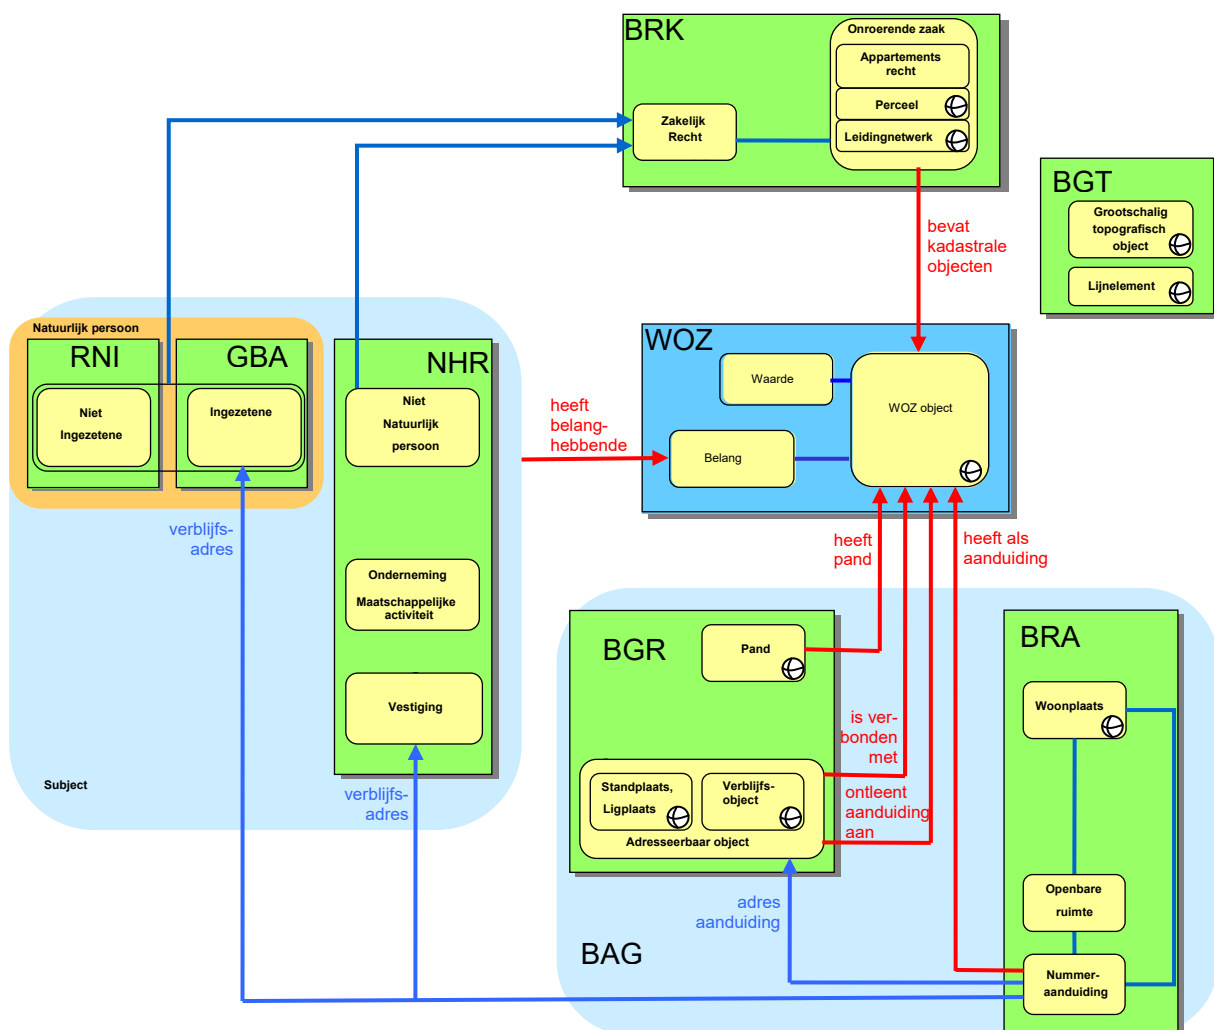 BRK
Onroerende zaak
Appartements
recht
Perceel
Leidingnetwerk
Zakelijk
Recht
BGT
Grootschalig
topografisch
object
Lijnelement
bevat
kadastrale
objecten
Natuurlijk persoon
RNI
GBA
NHR
Niet
Ingezetene
Ingezetene
Niet
Natuurlijk
persoon
heeft
belang-
hebbende
WOZ
Waarde
WOZ object
Belang
verblijfs-
adres
Onderneming
Maatschappelijke
activiteit
Vestiging
Subject
verblijfs-
adres
heeft
pand
heeft als
aanduiding
BGR
Pand
BRA
Woonplaats
is ver-
bonden
met
Standplaats,
Ligplaats
Verblijfs-
object
Adresseerbaar object
ontleent
aanduiding
aan
Openbare
ruimte
adres
aanduiding
BAG
Nummer-
aanduiding